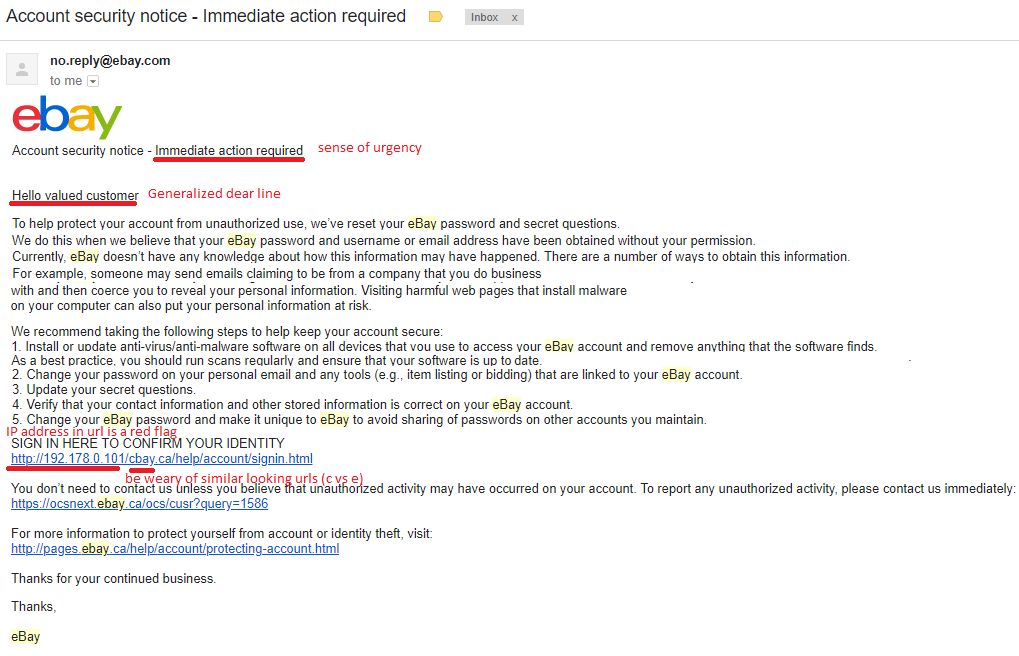 Account security notice - Immediate action required Inbox x
no.reply@ebay.com
to me
ebay
Account security notice - Immediate action required sense of urgency
Hello valued customer Generalized dear line
To help protect your account from unauthorized use, we've reset your eBay password and secret questions.
We do this when we believe that your eBay password and username or email address have been obtained without your permission.
Currently, eBay doesn't have any knowledge about how this information may have happened. There are a number of ways to obtain this information.
For example, someone may send emails claiming to be from a company that you do business
with and then coerce you to reveal your personal information. Visiting harmful web pages that install malware
on your computer can also put your personal information at risk.
We recommend taking the following steps to help keep your account secure:
1. Install or update anti-virus/anti-malware software on all devices that you use to access your eBay account and remove anything that the software finds.
As a best practice, you should run scans regularly and ensure that your software is up to date.
2. Change your password on your personal email and any tools (e.g., item listing or bidding) that are linked to your eBay account.
3. Update your secret questions.
4. Verify that your contact information and other stored information is correct on your eBay account.
5. Change your eBay password and make it unique to eBay to avoid sharing of passwords on other accounts you maintain.
IP address in url is a red flag
SIGN IN HERE TO CONFIRM YOUR IDENTITY
http://192.178.0.101/cbay.ca/help/account/signin.html
be weary of similar looking urls (c vs e)
You don't need to contact us unless you believe that unauthorized activity may have occurred on your account. To report any unauthorized activity, please contact us immediately:
https://ocsnext.ebay.ca/ocs/cusr?query=1586
For more information to protect yourself from account or identity theft, visit:
http://pages.ebay.ca/help/account/protecting-account.html
Thanks for your continued business.
Thanks,
eBay